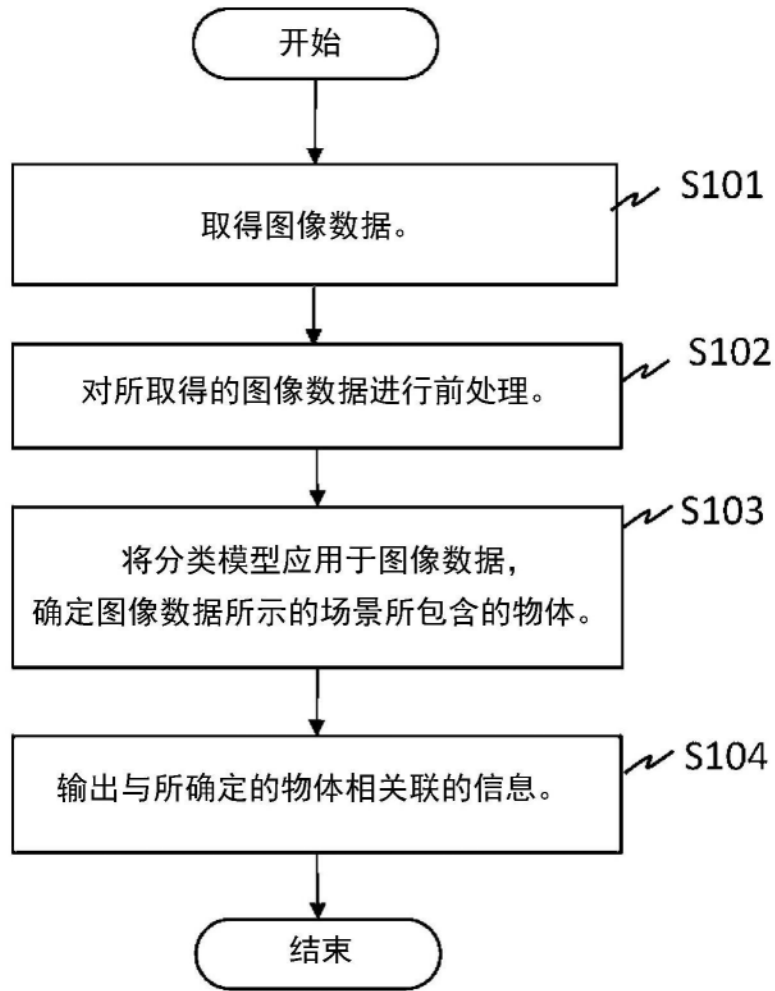 开始
S101
取得图像数据。
S102
对所取得的图像数据进行前处理。
S103
将分类模型应用于图像数据，
确定图像数据所示的场景所包含的物体。
S104
输出与所确定的物体相关联的信息。
结束